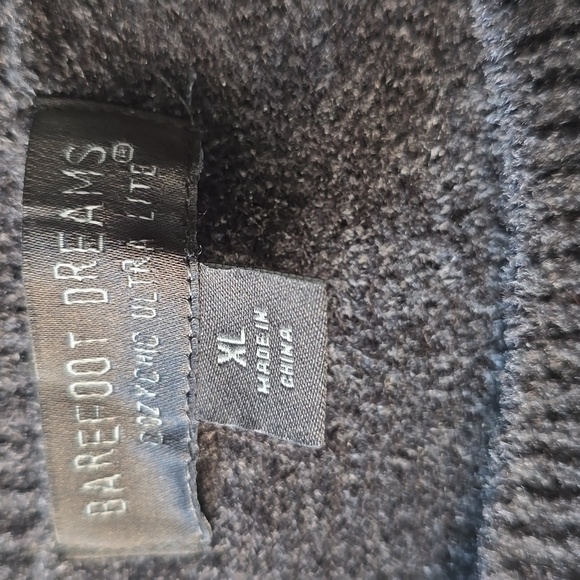 BAREFOOT DREAMS
COZYCHIC ULTRA LITE®
XL
MADE IN
CHINA